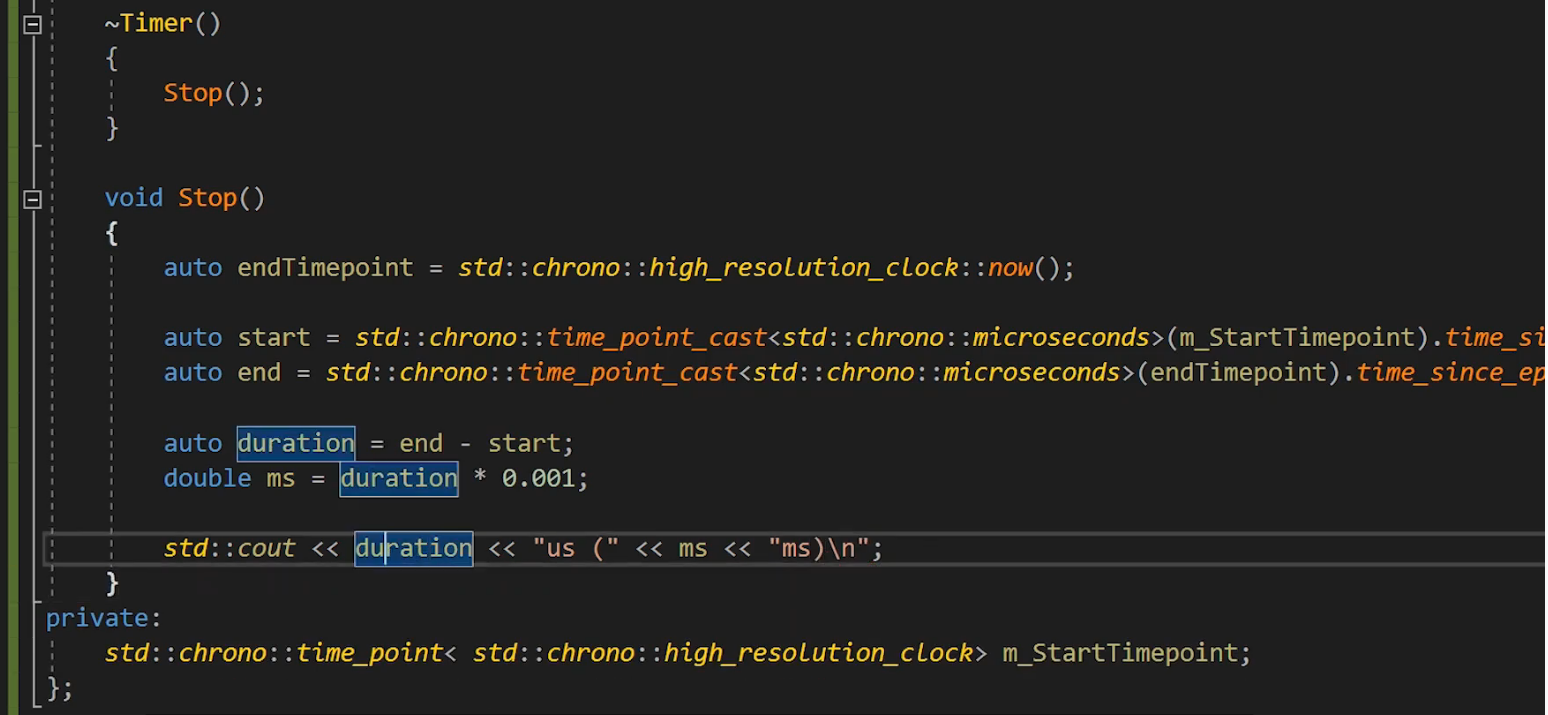 ~Timer()
{
Stop();
}
void Stop()
{
auto endTimepoint = std::chrono::high_resolution_clock::now();
auto start = std::chrono::time_point_cast<std::chrono::microseconds>(m_StartTimepoint).time_si
auto end = std::chrono::time_point_cast<std::chrono::microseconds>(endTimepoint).time_since_ep
auto duration = end - start;
double ms = duration * 0.001;
std::cout << duration << "us (" << ms << "ms)\n";
}
private:
std::chrono::time_point< std::chrono::high_resolution_clock> m_StartTimepoint;
};